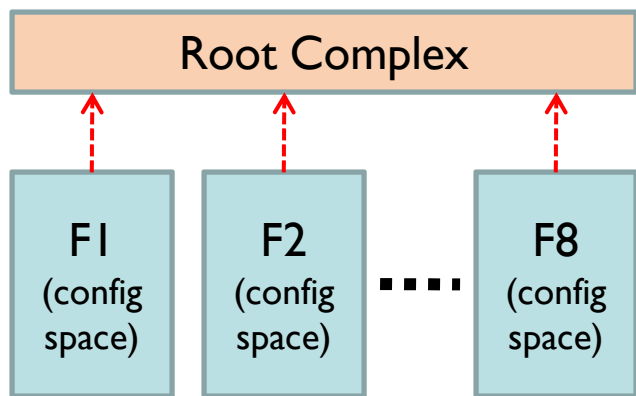 Root Complex
F1
(config
space)
F2
(config
space)
F8
(config
space)